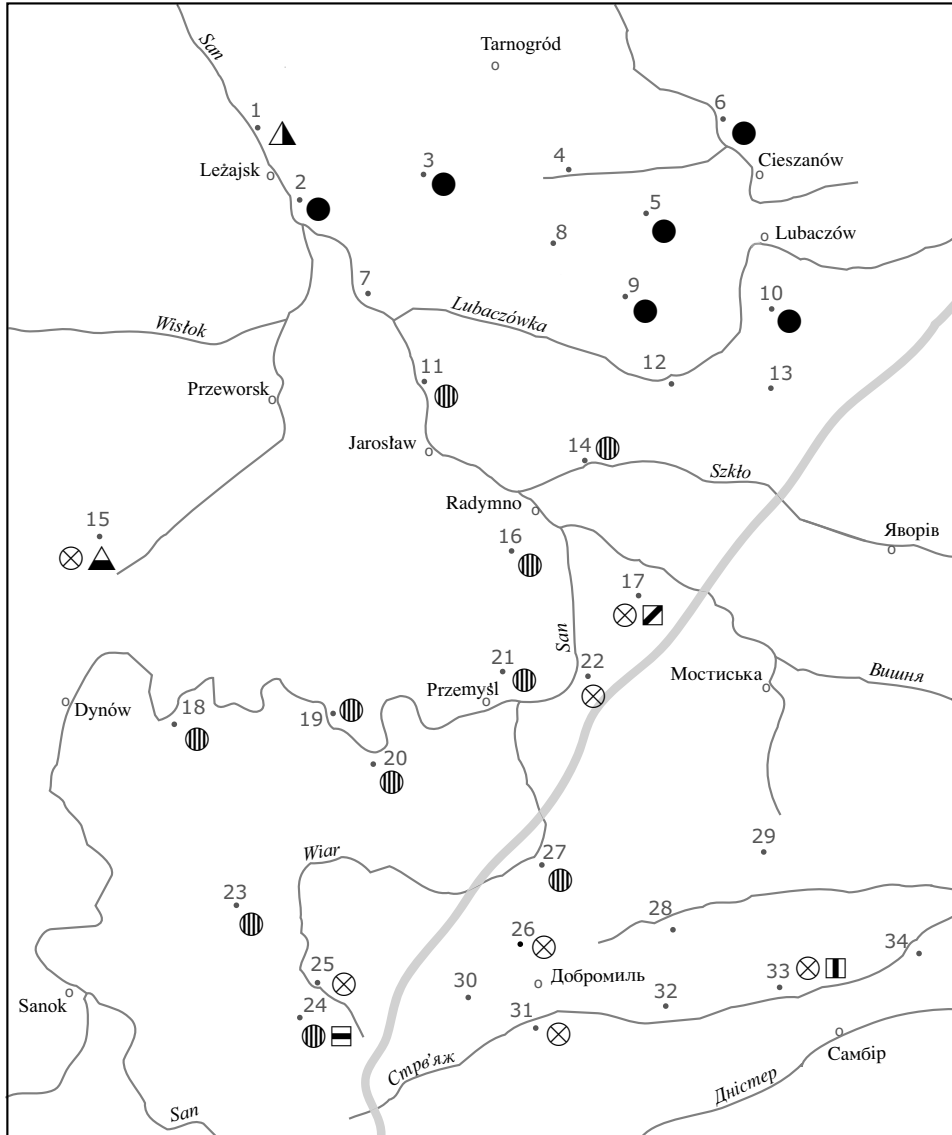 San
Tarnogród
1
6
Leżajsk
3
4
Cieszanów
2
5
8
Lubaczów
7
9
10
Wisłok
Lubaczówka
12
13
Przeworsk
11
Jarosław
14
Szkło
Radymno
15
16
Яворів
17
San
21
22
Przemyśl
Мостиська
Вишня
Dynów
18
19
20
Wiar
27
29
23
28
26
34
25
30
Добромиль
33
Sanok
24
31
32
Стрв’яж
Самбір
San
Дністер